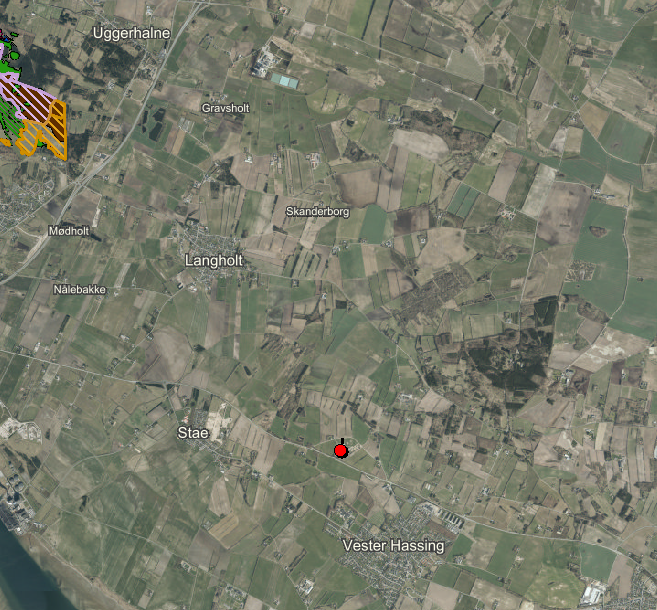 Uggerhalne
Gravsholt
Skanderborg
Mødholt
Langholt
Nålebakke
Stae
Vester Hassing